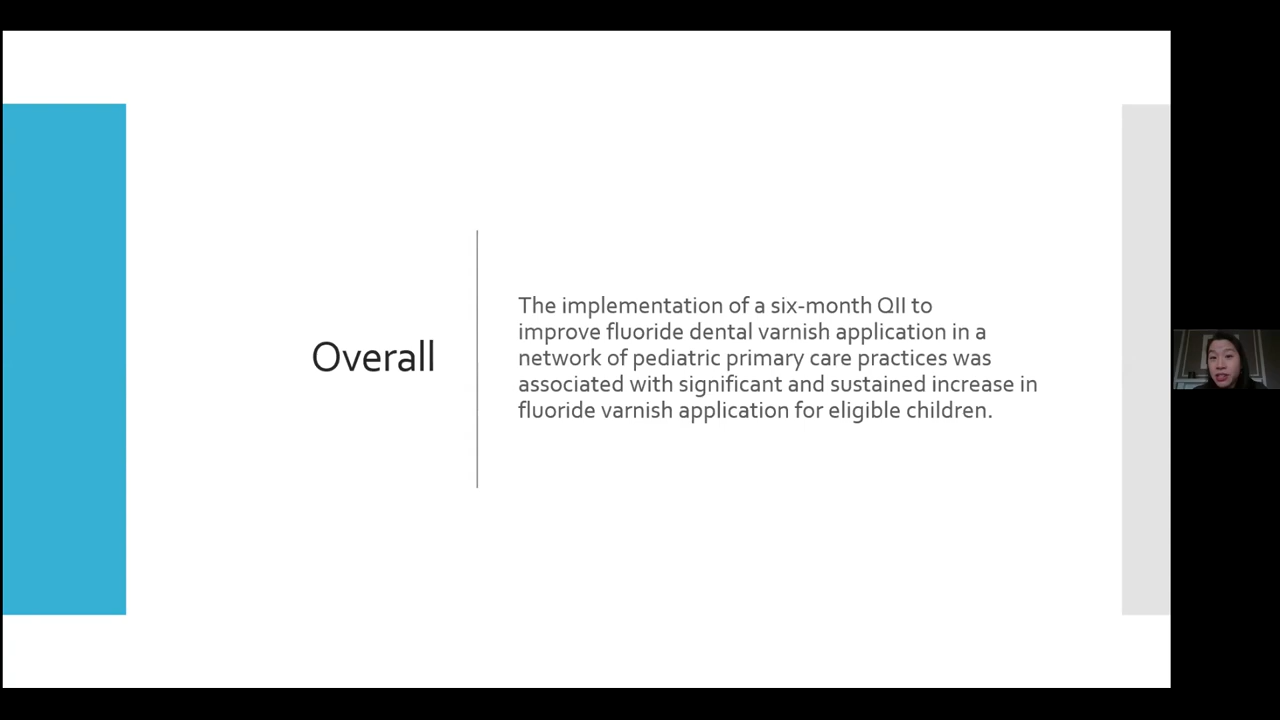 Overall
The implementation of a six-month QII to
improve fluoride dental varnish application in a
network of pediatric primary care practices was
associated with significant and sustained increase in
fluoride varnish application for eligible children.